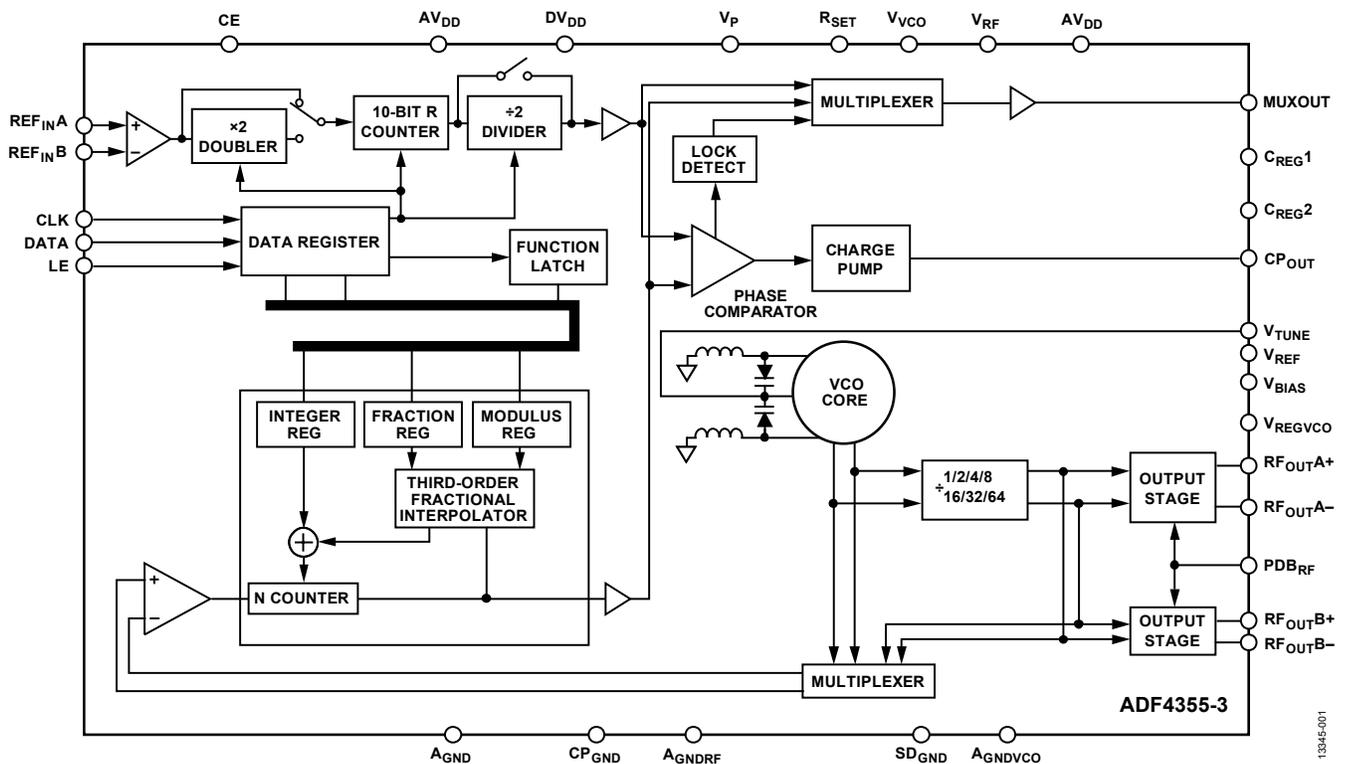 CE
AVDD
DVDD
VP
RSET
VVCO
VRF
AVDD
REFINA
REFINB
+
−
×2
DOUBLER
10-BIT R
COUNTER
÷2
DIVIDER
MULTIPLEXER
MUXOUT
LOCK
DETECT
CREG1
CREG2
CLK
DATA
LE
DATA REGISTER
FUNCTION
LATCH
PHASE
COMPARATOR
CHARGE
PUMP
CPOUT
VTUNE
VREF
VBIAS
VREGVCO
VCO
CORE
INTEGER
REG
FRACTION
REG
MODULUS
REG
THIRD-ORDER
FRACTIONAL
INTERPOLATOR
+
N COUNTER
+
−
÷1/2/4/8
16/32/64
OUTPUT
STAGE
RFOUTA+
RFOUTA−
PDBRF
OUTPUT
STAGE
RFOUTB+
RFOUTB−
MULTIPLEXER
ADF4355-3
AGND
CPGND
AGNDRF
SDGND
AGNDVCO
13345-001